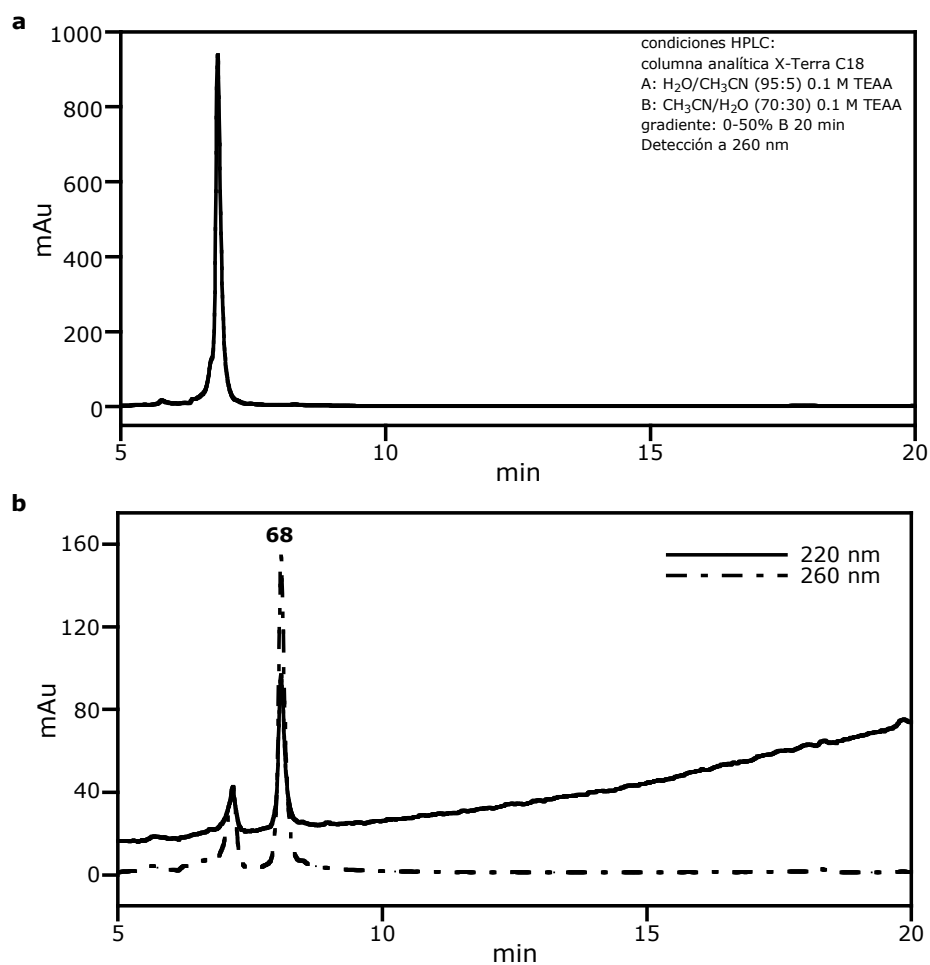 a
1000
800
600
400
200
0
mAu
condiciones HPLC:
columna analítica X-Terra C18
A: H₂O/CH₃CN (95:5) 0.1 M TEAA
B: CH₃CN/H₂O (70:30) 0.1 M TEAA
gradiente: 0-50% B 20 min
Detección a 260 nm
5 10 15 20
min
b
160
120
80
40
0
mAu
68
220 nm
260 nm
5 10 15 20
min